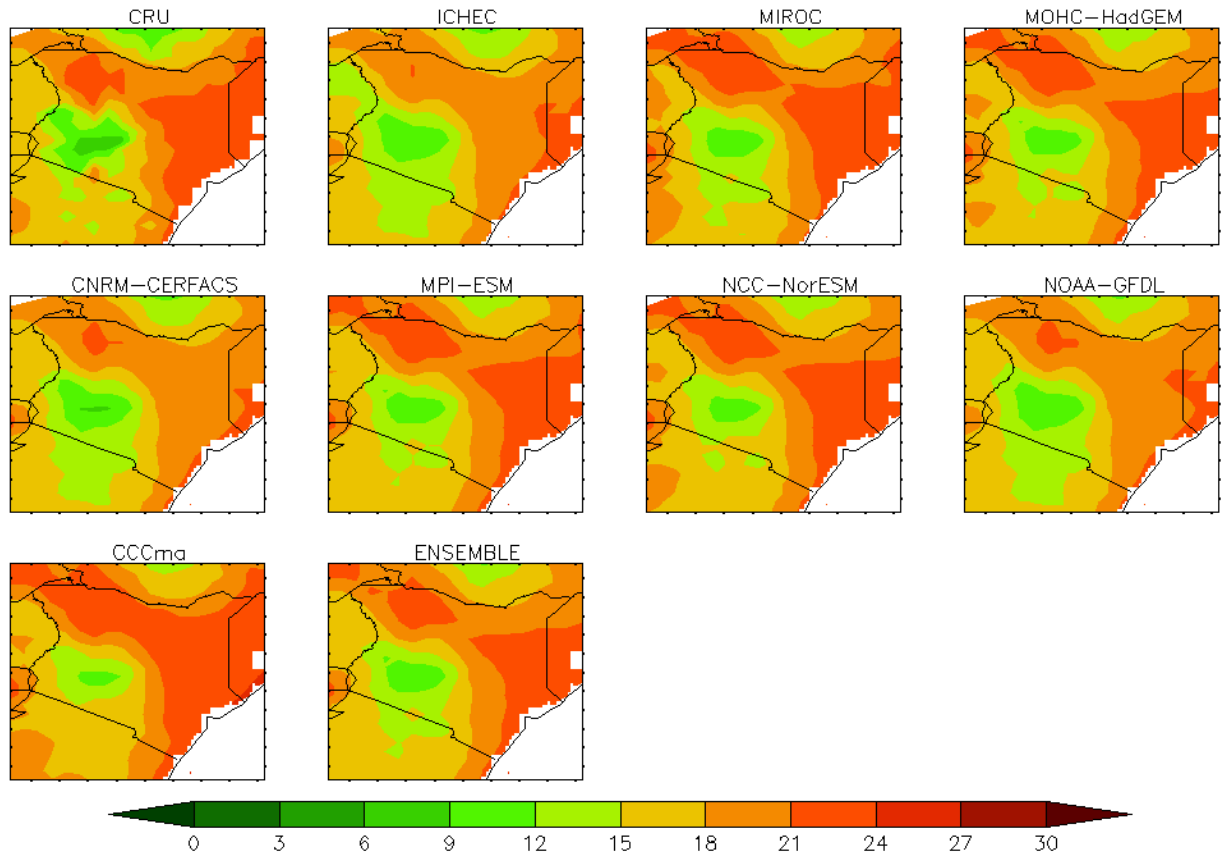 CRU ICHEC MIROC MOHC-HadGEM
CNRM-CERFACS MPI-ESM NCC-NorESM NOAA-GFDL
CCCma ENSEMBLE
0 3 6 9 12 15 18 21 24 27 30